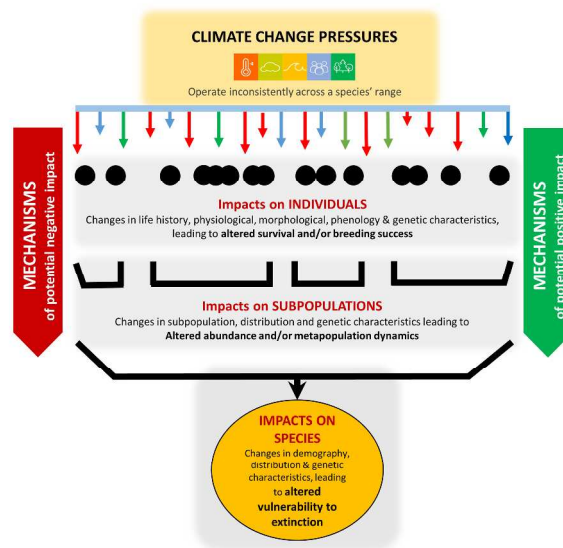 CLIMATE CHANGE PRESSURES
Operate inconsistently across a species' range
MECHANISMS
of potential negative impact
MECHANISMS
of potential positive impact
Impacts on INDIVIDUALS
Changes in life history, physiological, morphological, phenology & genetic characteristics,
leading to altered survival and/or breeding success
Impacts on SUBPOPULATIONS
Changes in subpopulation, distribution and genetic characteristics leading to
Altered abundance and/or metapopulation dynamics
IMPACTS ON
SPECIES
Changes in demography,
distribution & genetic
characteristics, leading
to altered
vulnerability to
extinction